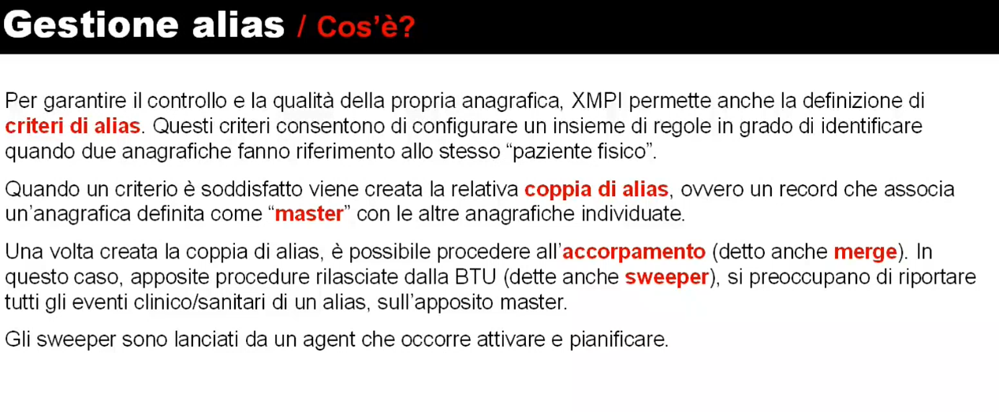 Gestione alias / Cos'è?
Per garantire il controllo e la qualità della propria anagrafica, XMPI permette anche la definizione di
criteri di alias. Questi criteri consentono di configurare un insieme di regole in grado di identificare
quando due anagrafiche fanno riferimento allo stesso “paziente fisico”.
Quando un criterio è soddisfatto viene creata la relativa coppia di alias, ovvero un record che associa
un'anagrafica definita come “master” con le altre anagrafiche individuate.
Una volta creata la coppia di alias, è possibile procedere all'accorpamento (detto anche merge). In
questo caso, apposite procedure rilasciate dalla BTU (dette anche sweeper), si preoccupano di riportare
tutti gli eventi clinico/sanitari di un alias, sull'apposito master.
Gli sweeper sono lanciati da un agent che occorre attivare e pianificare.